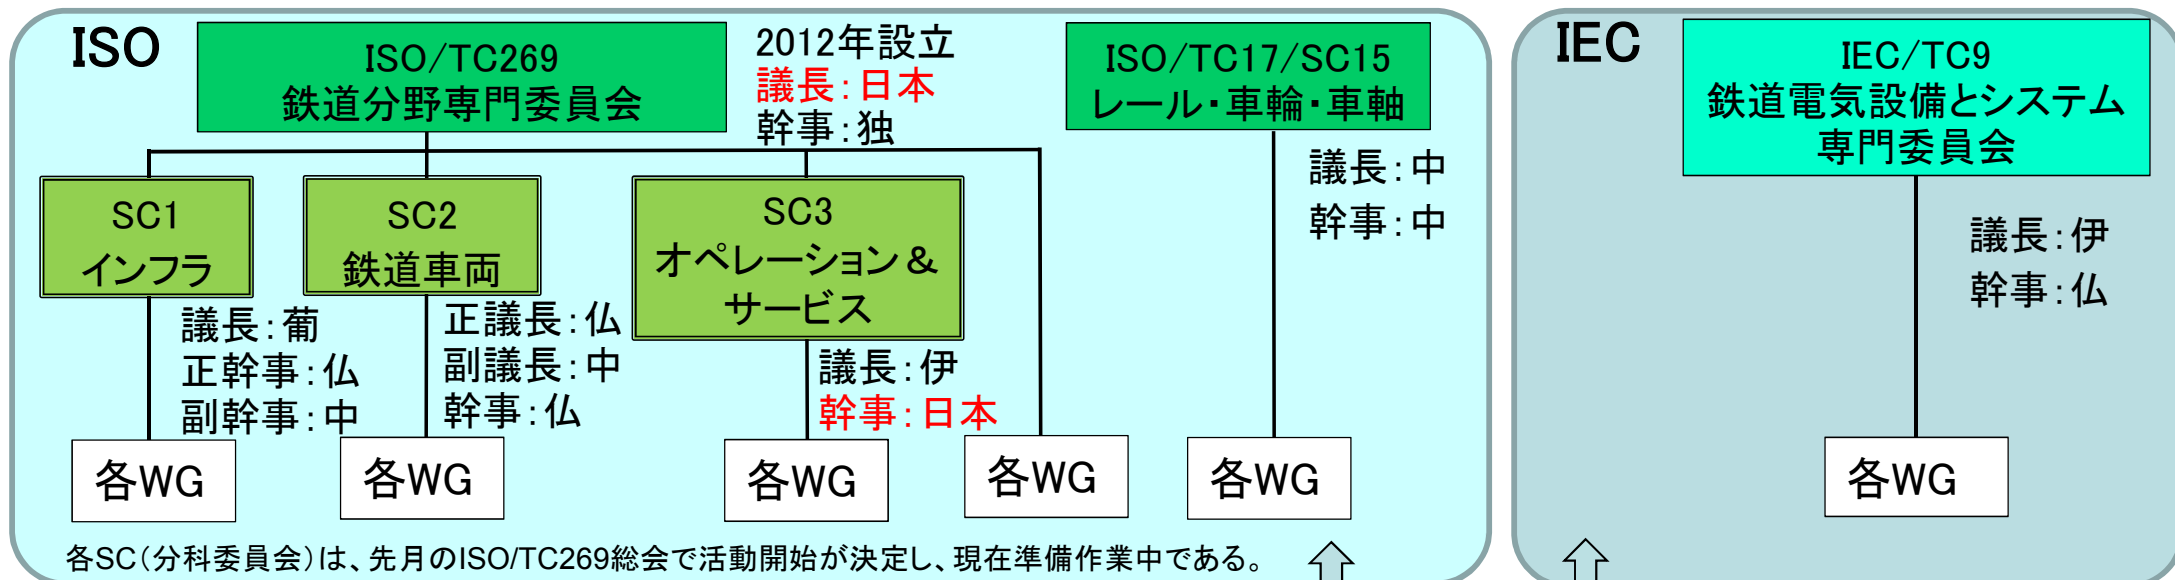 ISO
ISO/TC269
鉄道分野専門委員会
2012年設立
議長：日本
幹事：独
ISO/TC17/SC15
レール・車輪・車軸
議長：中
幹事：中
SC1
インフラ
議長：葡
正幹事：仏
副幹事：中
SC2
鉄道車両
正議長：仏
副議長：中
幹事：仏
SC3
オペレーション＆
サービス
議長：伊
幹事：日本
各WG
各WG
各WG
各WG
各WG
各SC(分科委員会)は、先月のISO/TC269総会で活動開始が決定し、現在準備作業中である。
IEC
IEC/TC9
鉄道電気設備とシステム
専門委員会
議長：伊
幹事：仏
各WG